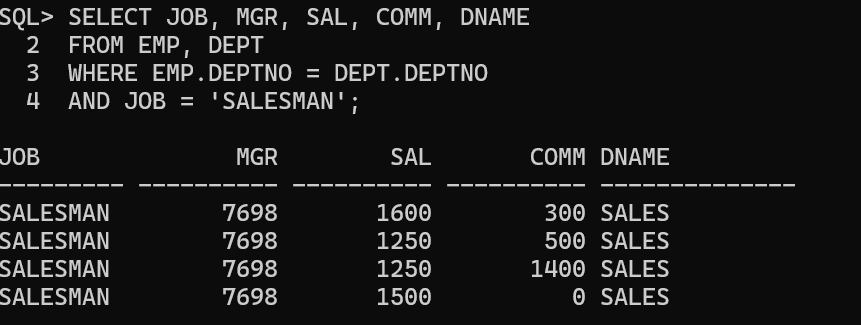 SQL> SELECT JOB, MGR, SAL, COMM, DNAME
  2  FROM EMP, DEPT
  3  WHERE EMP.DEPTNO = DEPT.DEPTNO
  4  AND JOB = 'SALESMAN';

JOB              MGR        SAL       COMM DNAME
--------- ---------- ---------- ---------- --------------
SALESMAN        7698       1600        300 SALES
SALESMAN        7698       1250        500 SALES
SALESMAN        7698       1250       1400 SALES
SALESMAN        7698       1500          0 SALES